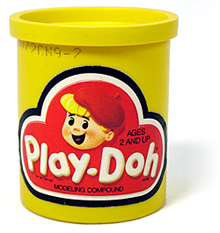 AGES
2 AND UP
Play-Doh
MODELING COMPOUND